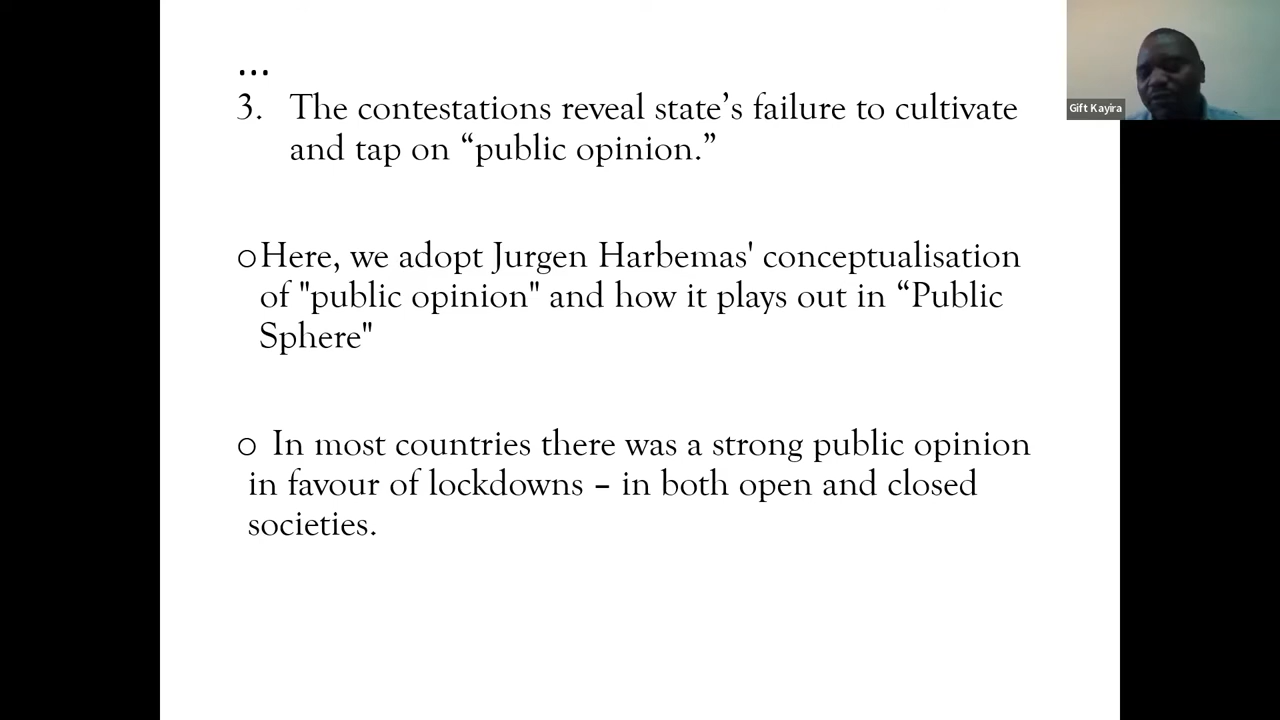 ...
3. The contestations reveal state’s failure to cultivate
and tap on “public opinion.”
oHere, we adopt Jurgen Harbemas' conceptualisation
of "public opinion" and how it plays out in “Public
Sphere"
o In most countries there was a strong public opinion
in favour of lockdowns – in both open and closed
societies.
Gift Kayira